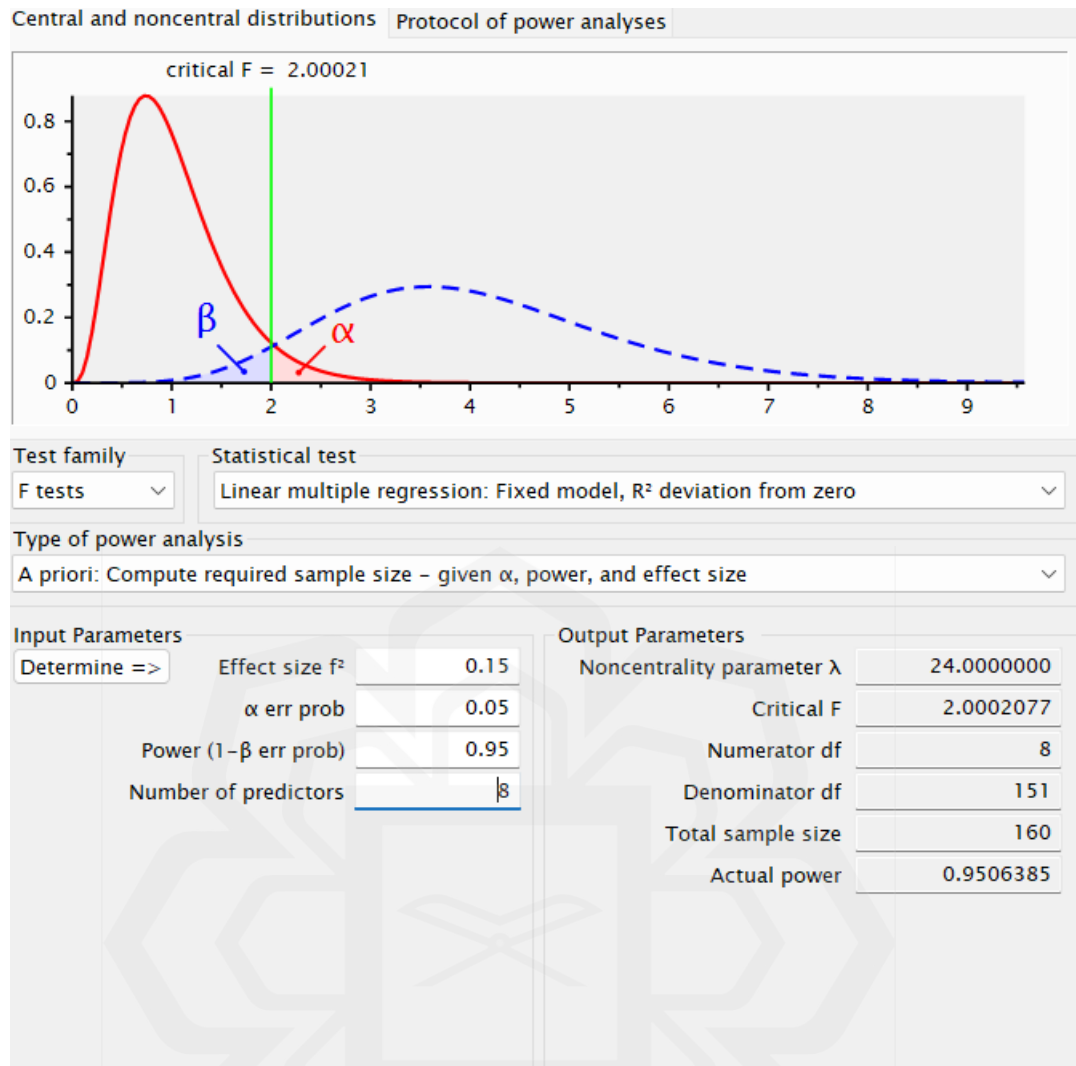 Central and noncentral distributions Protocol of power analyses
critical F = 2.00021
0.8
0.6
0.4
0.2
0
β
α
0 1 2 3 4 5 6 7 8 9
Test family Statistical test
F tests Linear multiple regression: Fixed model, R² deviation from zero
Type of power analysis
A priori: Compute required sample size – given α, power, and effect size
Input Parameters Output Parameters
Determine => Effect size f² 0.15 Noncentrality parameter λ 24.0000000
α err prob 0.05 Critical F 2.0002077
Power (1-β err prob) 0.95 Numerator df 8
Number of predictors 8 Denominator df 151
Total sample size 160
Actual power 0.9506385